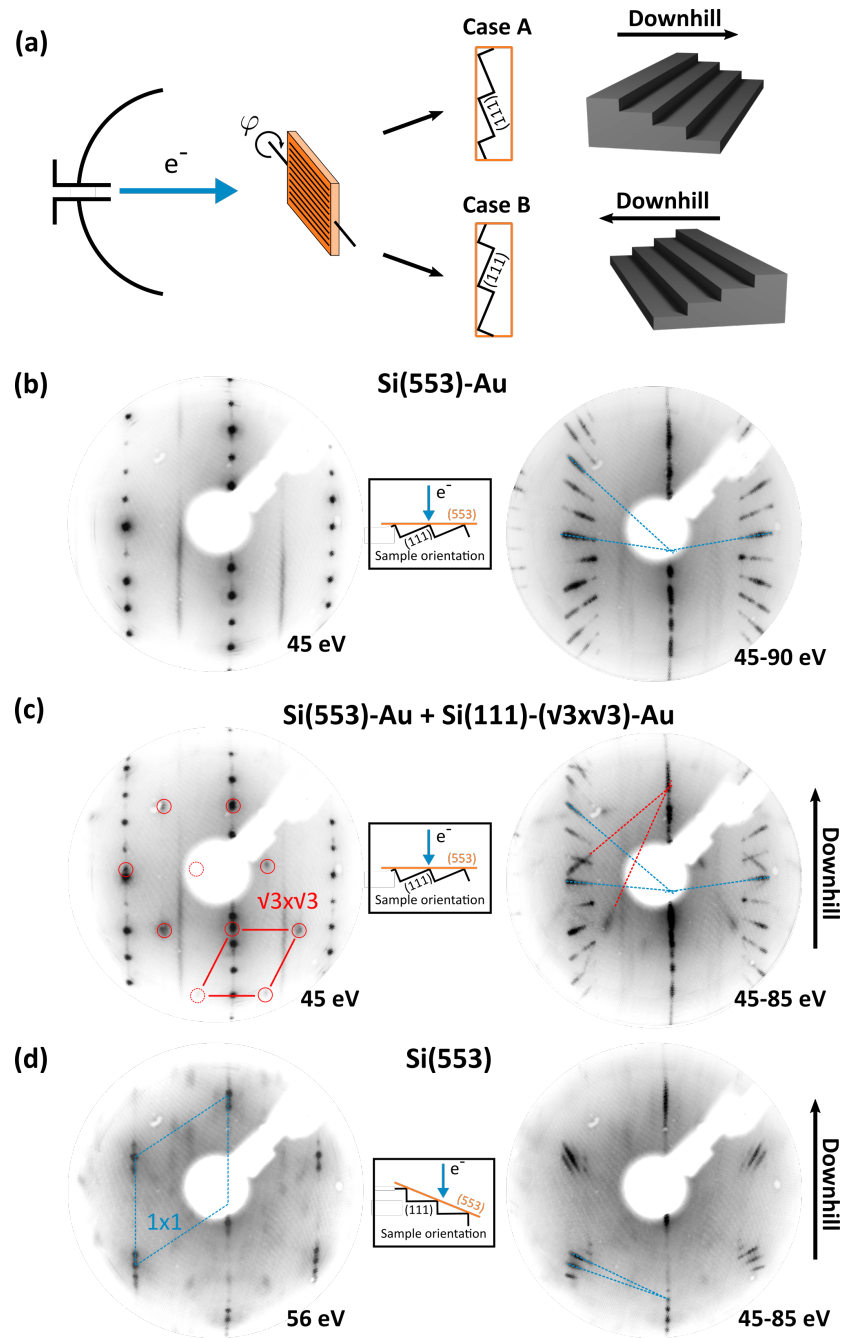 (a)
Case A
Downhill
φ
e⁻
(111)
Case B
Downhill
(111)
(b)
Si(553)-Au
e⁻
(553)
(111)
Sample orientation
45 eV
45-90 eV
(c)
Si(553)-Au + Si(111)-(√3x√3)-Au
e⁻
(553)
(111)
Sample orientation
√3x√3
45 eV
45-85 eV
Downhill
(d)
Si(553)
1x1
e⁻
(553)
(111)
Sample orientation
56 eV
45-85 eV
Downhill